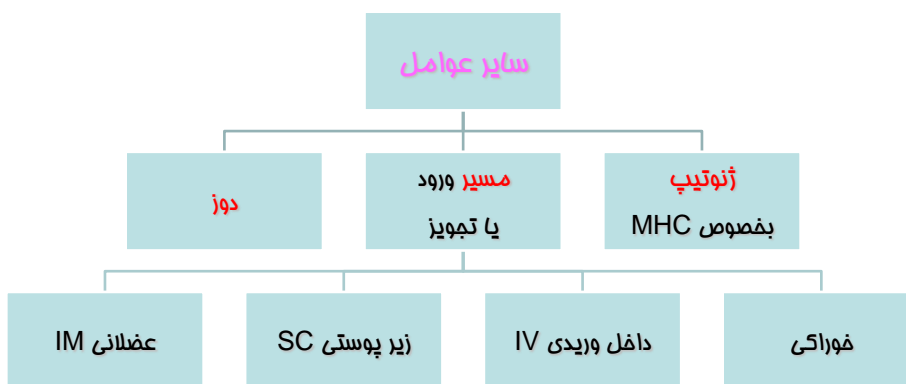 سایر عوامل
ژنوتیپ
بخصوص MHC
مسیر ورود
یا تجویز
دوز
خوراکی
داخل وریدی IV
زیر پوستی SC
عضلانی IM